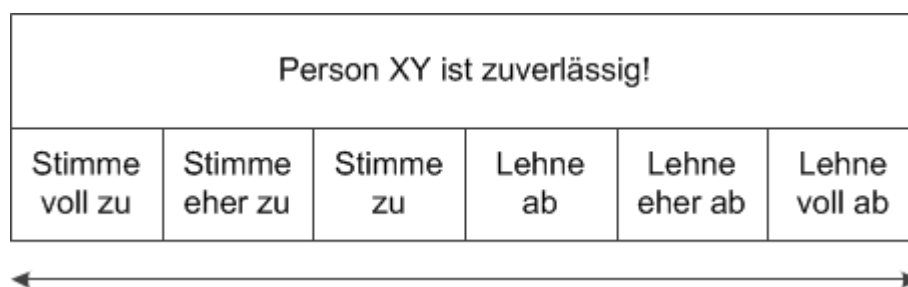 Person XY ist zuverlässig!
Stimme voll zu
Stimme eher zu
Stimme zu
Lehne ab
Lehne eher ab
Lehne voll ab